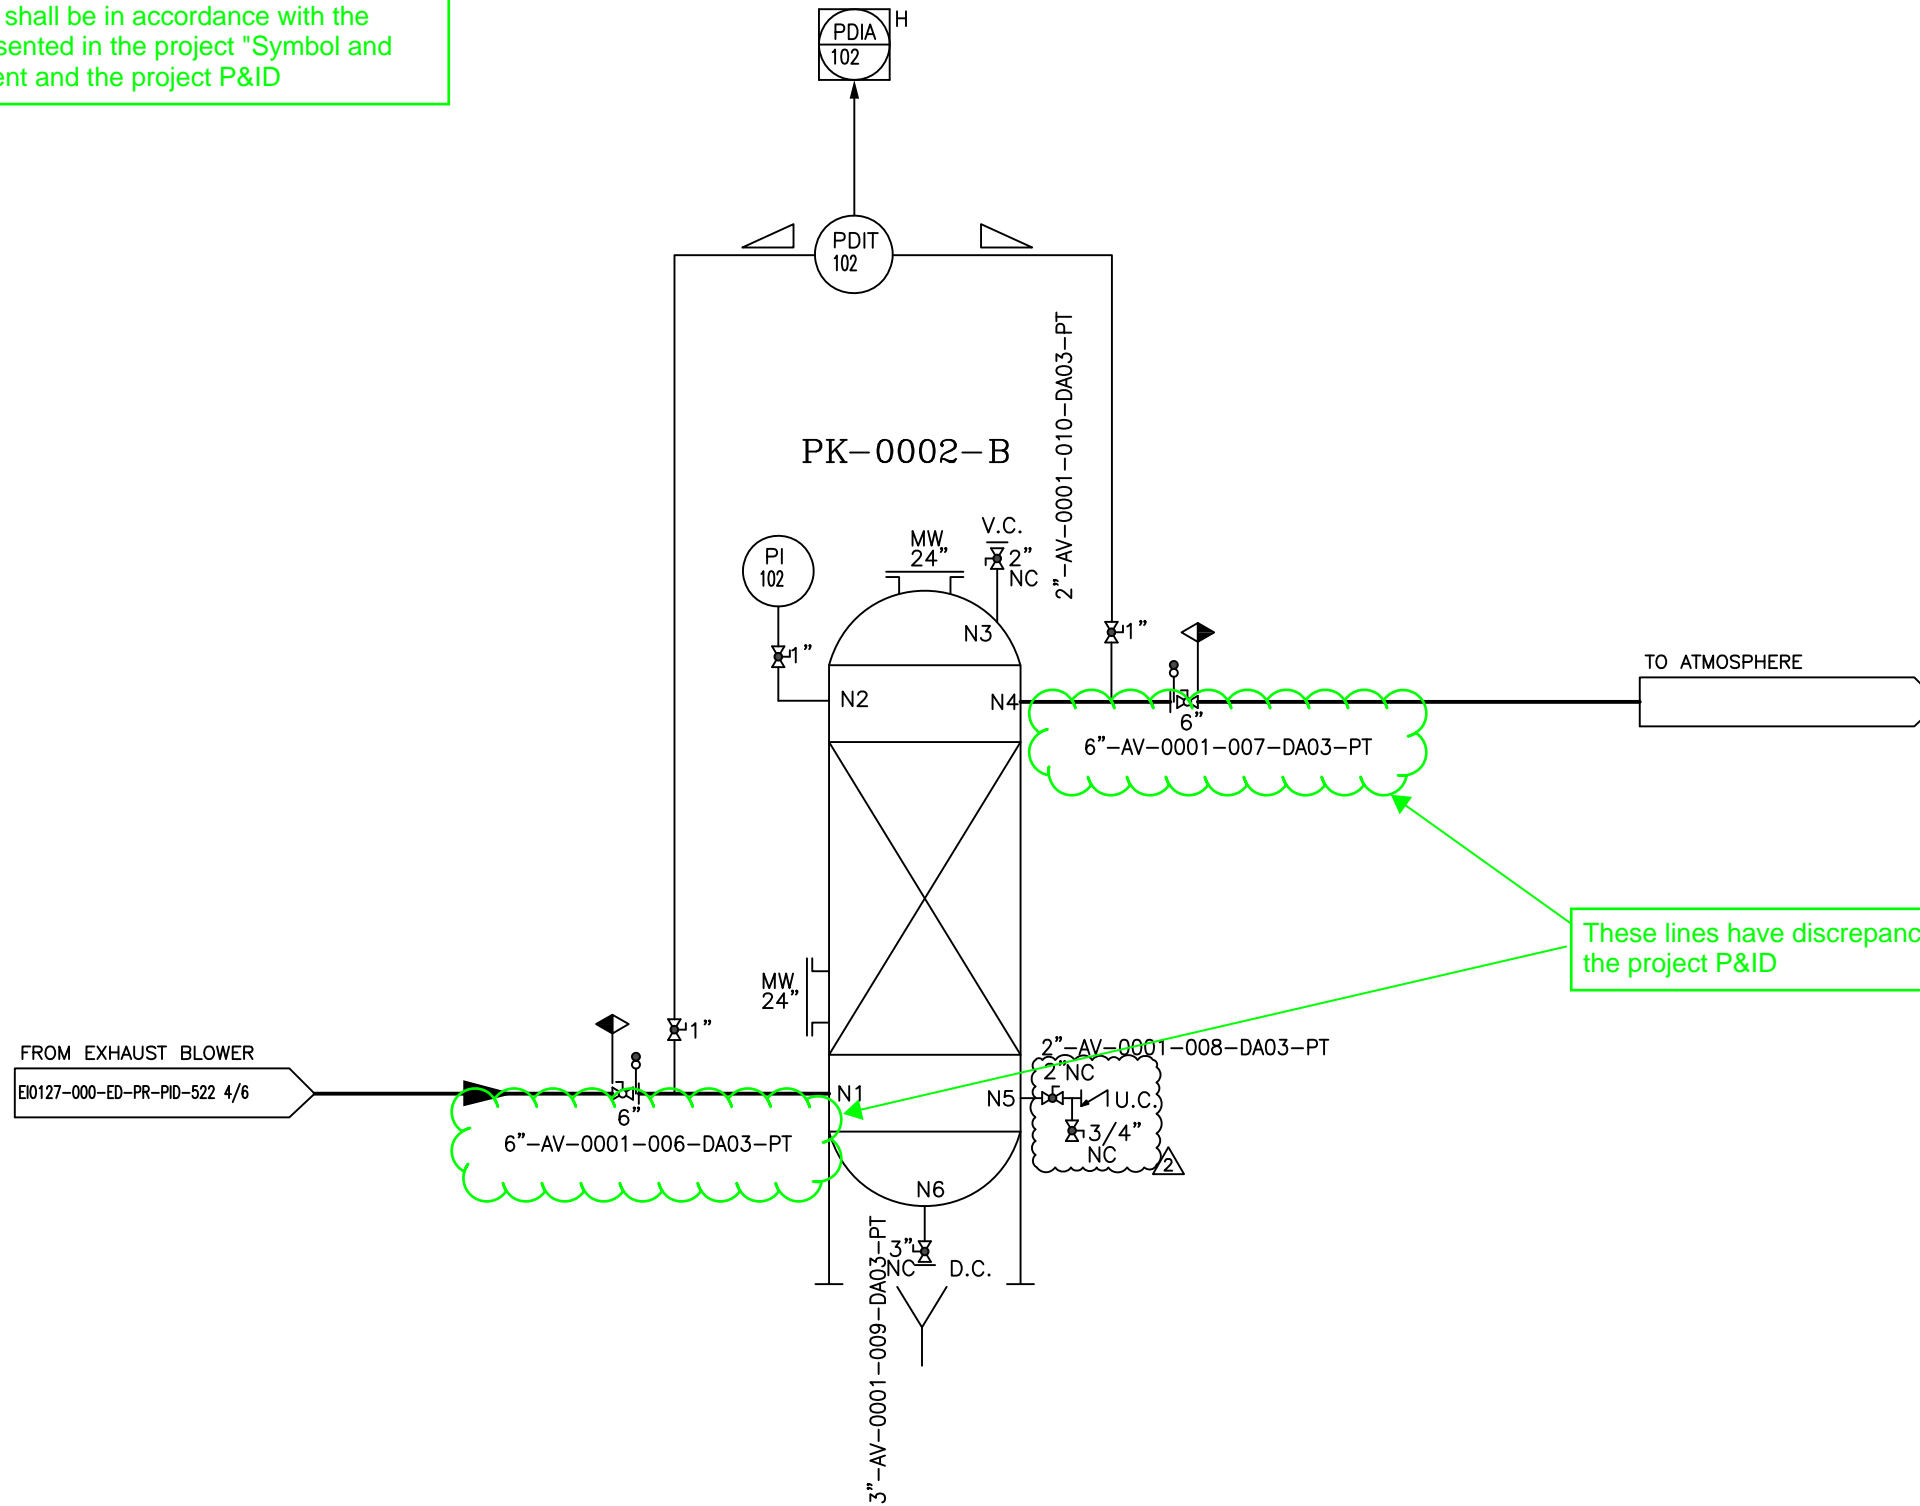 shall be in accordance with the
sented in the project "Symbol and
ent and the project P&ID
PDIA
102
H
PDIT
102
2"-AV-0001-010-DA03-PT
PK-0002-B
PI
102
1"
MW
24"
V.C.
2"
NC
N3
1"
N2
N4
6"
6"-AV-0001-007-DA03-PT
TO ATMOSPHERE
These lines have discrepanc
the project P&ID
MW
24"
1"
FROM EXHAUST BLOWER
EI0127-000-ED-PR-PID-522 4/6
6"
6"-AV-0001-006-DA03-PT
N1
2"-AV-0001-008-DA03-PT
2"NC
N5
U.C.
3/4"
NC
2
N6
3"
NC
D.C.
3"-AV-0001-009-DA03-PT